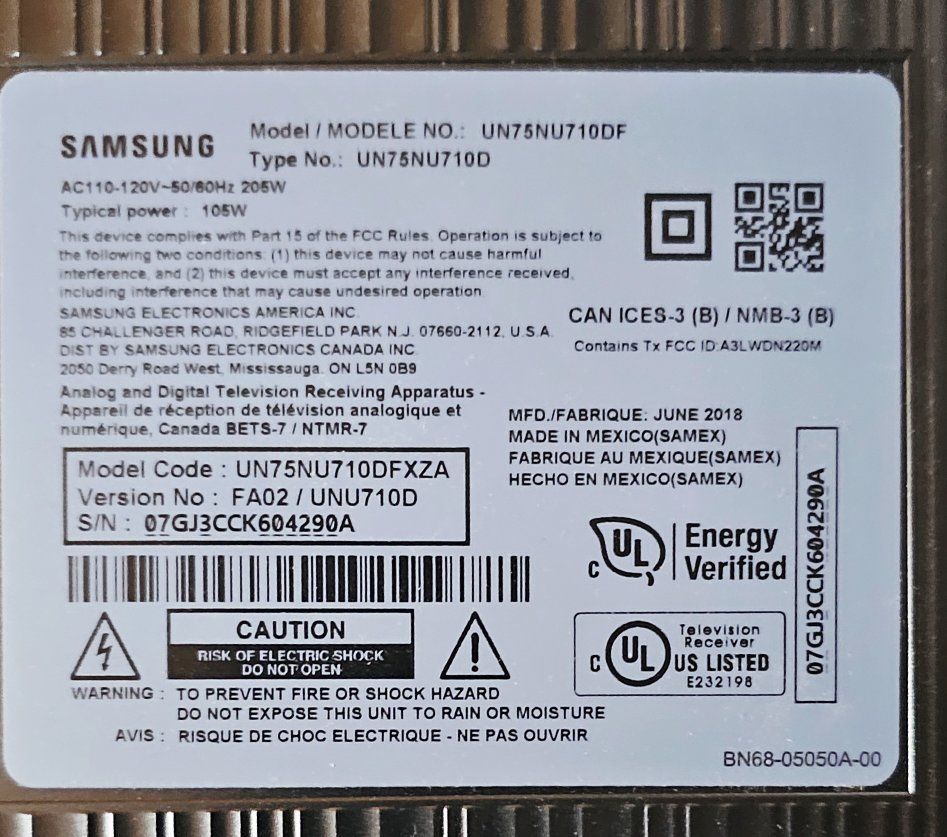 SAMSUNG
Model / MODELE NO.: UN75NU710DF
Type No.: UN75NU710D
AC110-120V~50/60Hz 205W
Typical power : 105W
This device complies with Part 15 of the FCC Rules. Operation is subject to
the following two conditions. (1) this device may not cause harmful
interference, and (2) this device must accept any interference received,
including interference that may cause undesired operation
SAMSUNG ELECTRONICS AMERICA INC.
85 CHALLENGER ROAD, RIDGEFIELD PARK N.J. 07660-2112, U.S.A.
DIST BY SAMSUNG ELECTRONICS CANADA INC.
2050 Derry Road West, Mississauga, ON L5N 0B9
CAN ICES-3 (B) / NMB-3 (B)
Contains Tx FCC ID:A3LWDN220M
Analog and Digital Television Receiving Apparatus -
Appareil de réception de télévision analogique et
numérique, Canada BETS-7 / NTMR-7
MFD./FABRIQUE: JUNE 2018
MADE IN MEXICO(SAMEX)
FABRIQUE AU MEXIQUE(SAMEX)
HECHO EN MEXICO(SAMEX)
Model Code : UN75NU710DFXZA
Version No : FA02 / UNU710D
S/N : 07GJ3CCK604290A
C UL Energy
Verified
07GJ3CCK604290A
CAUTION
RISK OF ELECTRIC SHOCK
DO NOT OPEN
C UL
Television
Receiver
US LISTED
E232198
WARNING : TO PREVENT FIRE OR SHOCK HAZARD
DO NOT EXPOSE THIS UNIT TO RAIN OR MOISTURE
AVIS : RISQUE DE CHOC ELECTRIQUE - NE PAS OUVRIR
BN68-05050A-00